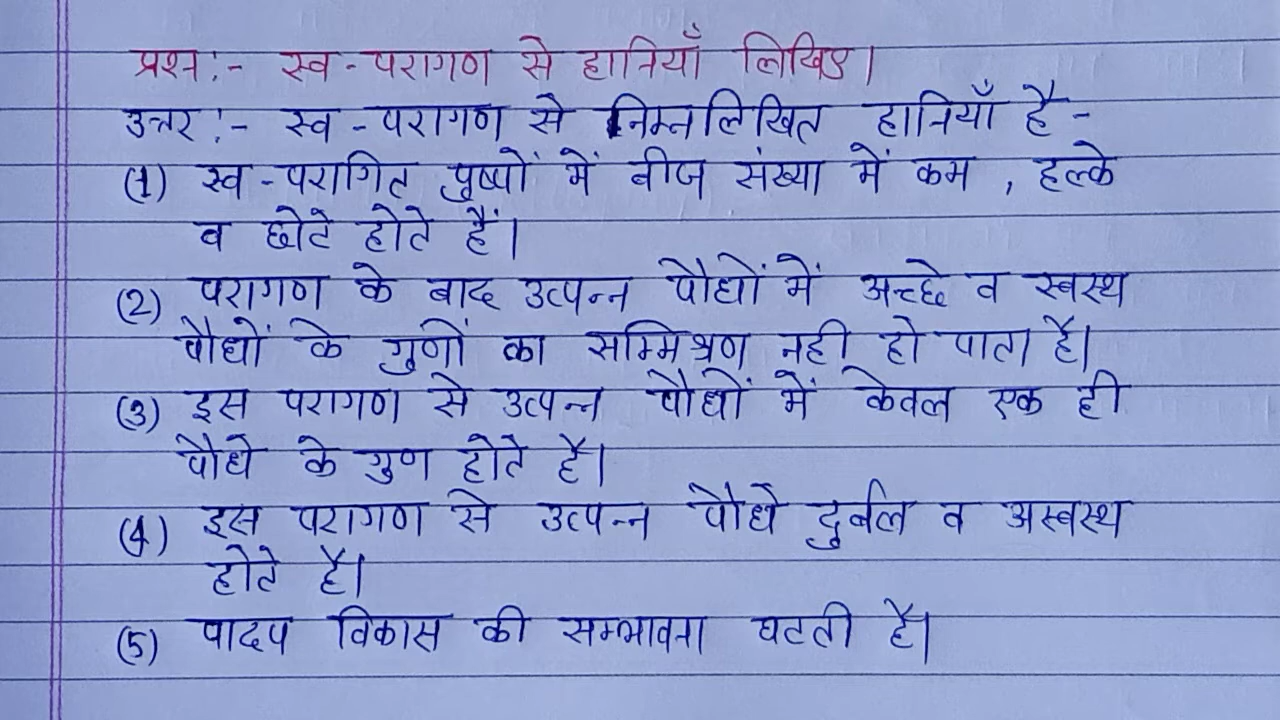 प्रश्न:- स्व-परागण से हानियाँ लिखिए।
उत्तर:- स्व-परागण से निम्नलिखित हानियाँ है -
(1) स्व-परागित पुष्पों में बीज संख्या में कम, हल्के
व छोटे होते हैं।
(2) परागण के बाद उत्पन्न पौधों में अच्छे व स्वस्थ
पौधों के गुणों का सम्मिश्रण नही हो पाता है।
(3) इस परागण से उत्पन्न पौधों में केवल एक ही
पौधे के गुण होते है।
(4) इस परागण से उत्पन्न पौधे दुर्बल व अस्वस्थ
होते है।
(5) पादप विकास की सम्भावना घटती है।